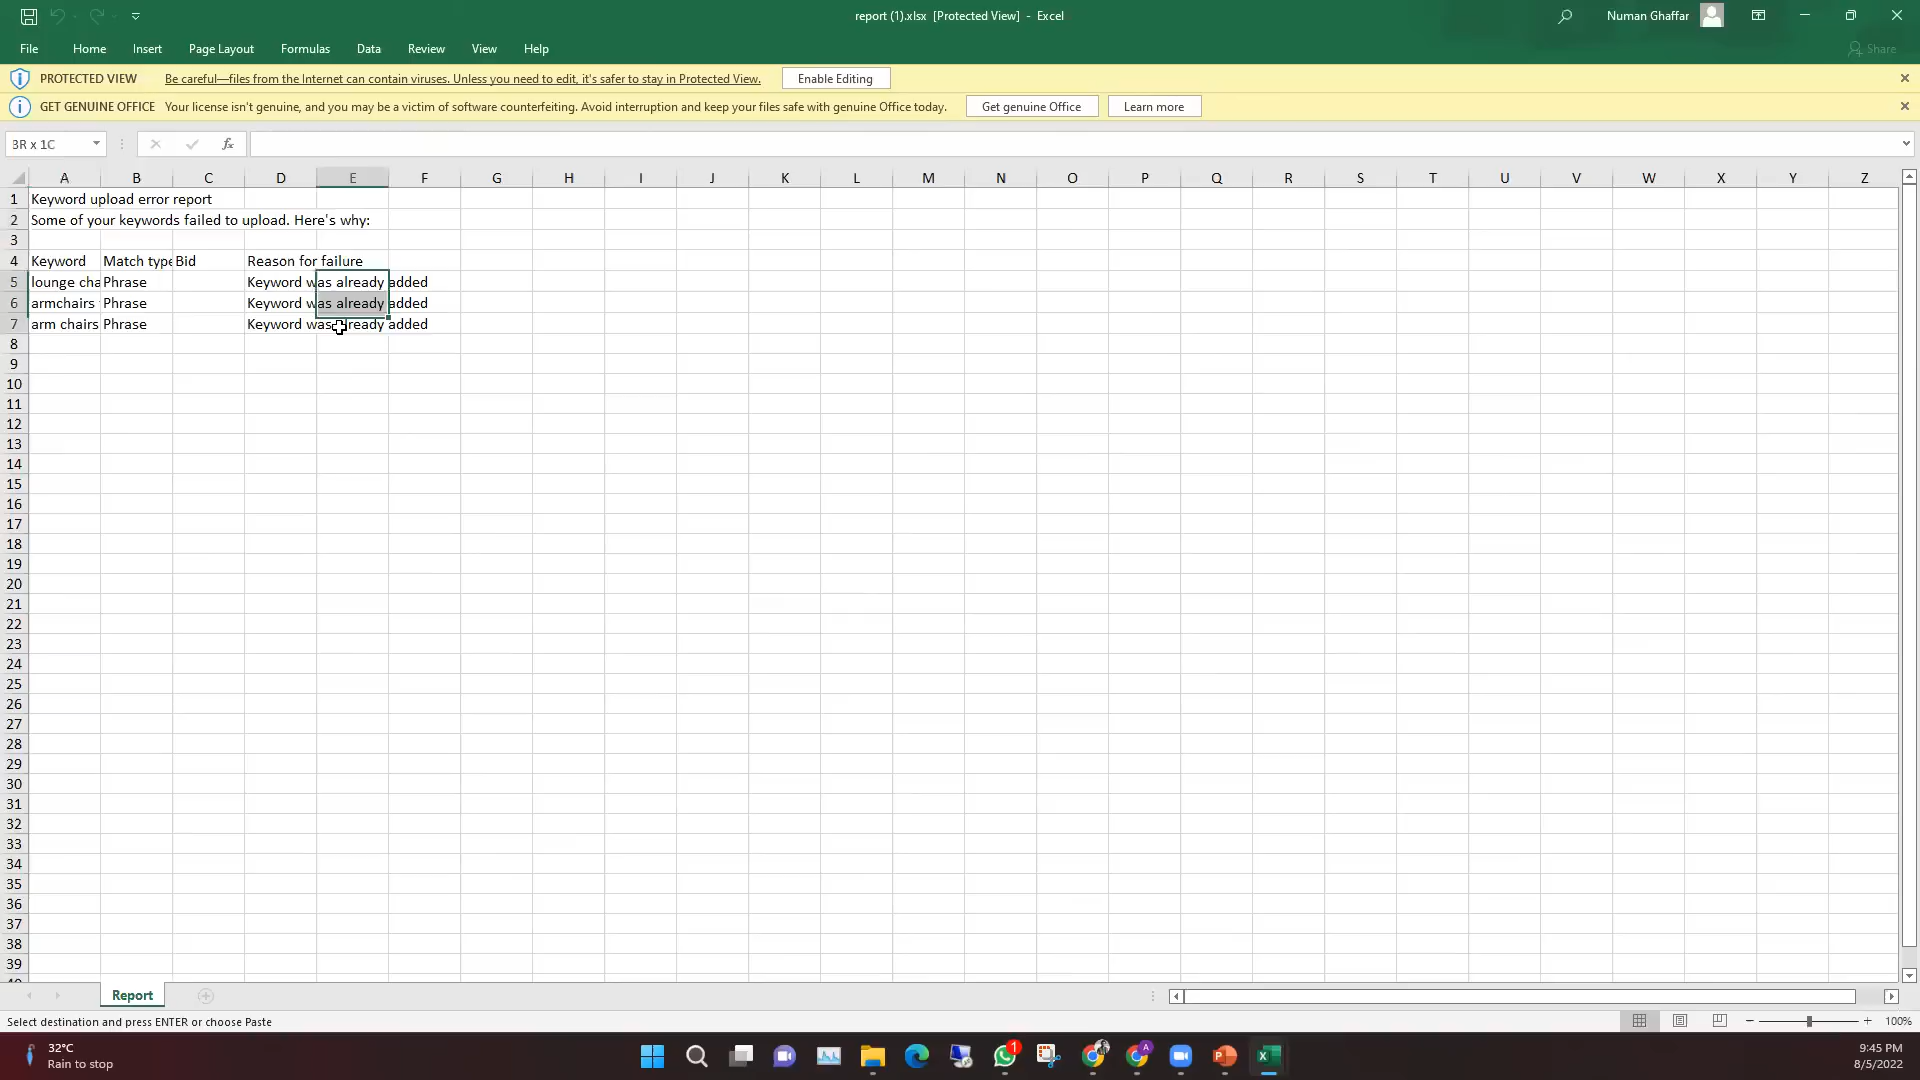 report (1).xlsx [Protected View] - Excel
Numan Ghaffar
File Home Insert Page Layout Formulas Data Review View Help
Share
PROTECTED VIEW Be careful—files from the Internet can contain viruses. Unless you need to edit, it's safer to stay in Protected View. Enable Editing
GET GENUINE OFFICE Your license isn't genuine, and you may be a victim of software counterfeiting. Avoid interruption and keep your files safe with genuine Office today. Get genuine Office Learn more
3R x 1C fx
A B C D E F G H I J K L M N O P Q R S T U V W X Y Z
1 Keyword upload error report
2 Some of your keywords failed to upload. Here's why:
3
4 Keyword Match type Bid Reason for failure
5 lounge cha Phrase Keyword was already added
6 armchairs Phrase Keyword was already added
7 arm chairs Phrase Keyword was already added
8
9
10
11
12
13
14
15
16
17
18
19
20
21
22
23
24
25
26
27
28
29
30
31
32
33
34
35
36
37
38
39
Report
Select destination and press ENTER or choose Paste
100%
32°C
Rain to stop
1
A
9:45 PM
8/5/2022